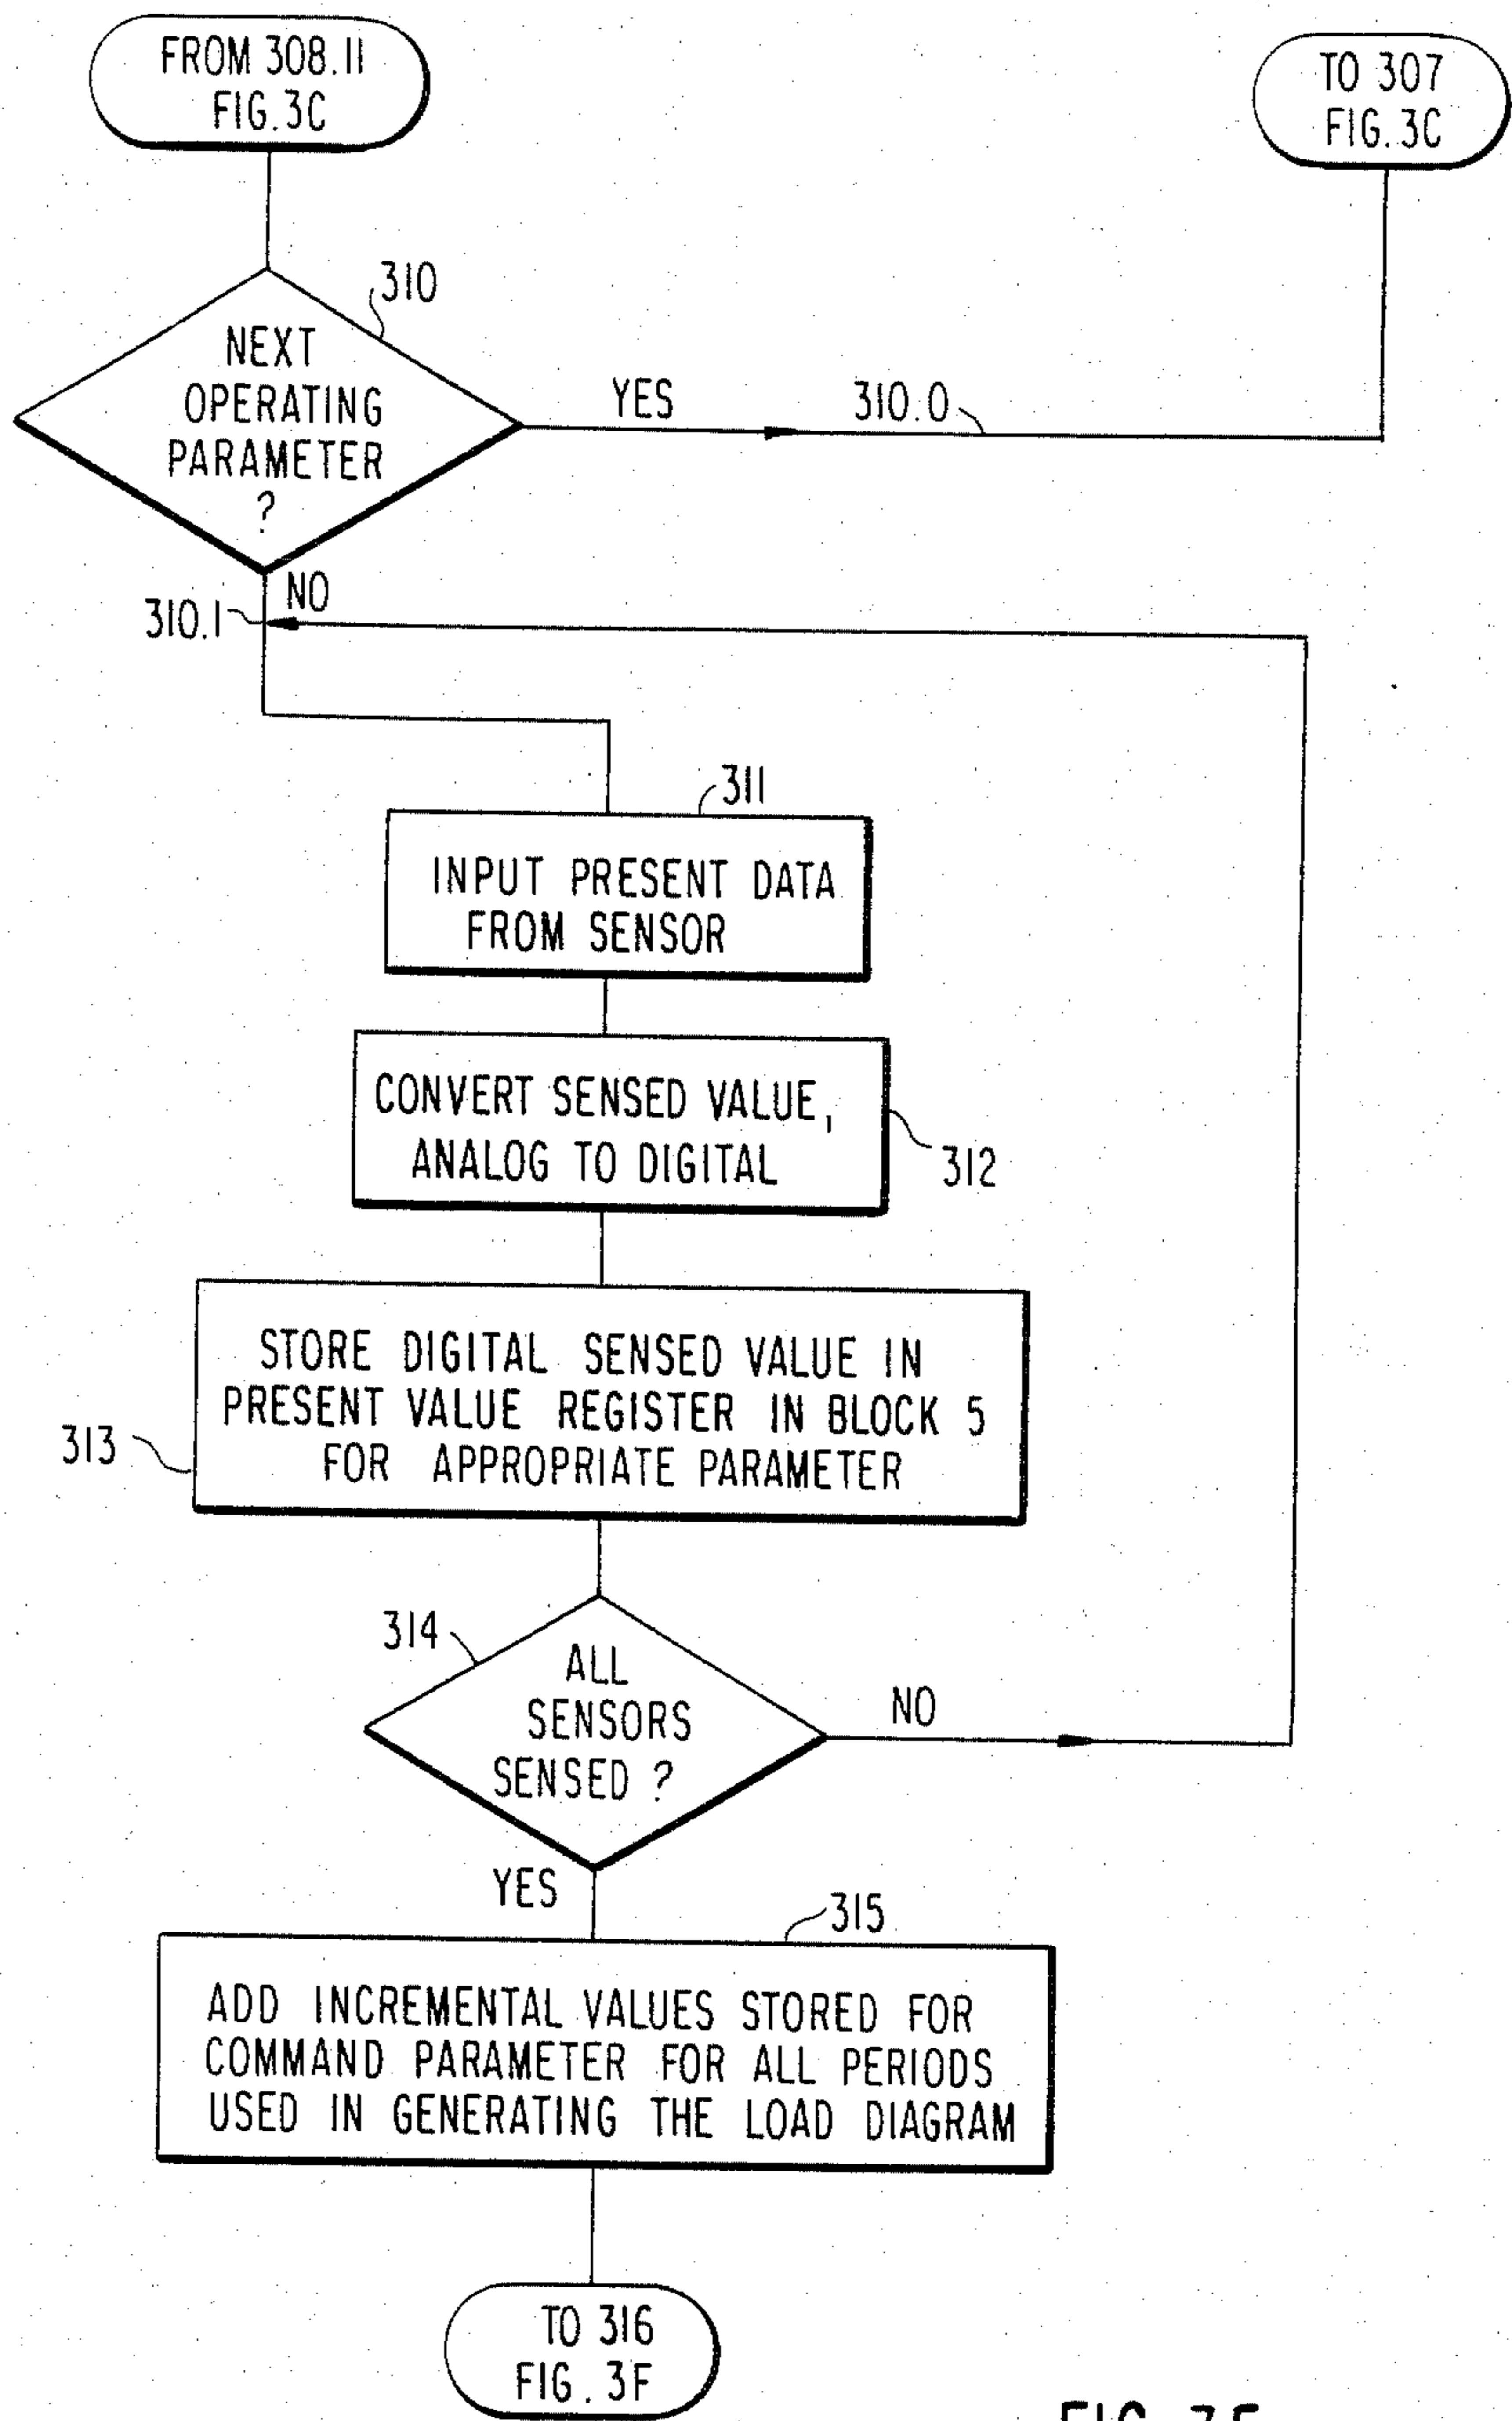 FROM 308.11
FIG. 3C
TO 307
FIG. 3C
310
NEXT
OPERATING
PARAMETER
?
YES
310.0
NO
310.1
311
INPUT PRESENT DATA
FROM SENSOR
CONVERT SENSED VALUE,
ANALOG TO DIGITAL
312
STORE DIGITAL SENSED VALUE IN
PRESENT VALUE REGISTER IN BLOCK 5
FOR APPROPRIATE PARAMETER
313
314
ALL
SENSORS
SENSED ?
NO
YES
315
ADD INCREMENTAL VALUES STORED FOR
COMMAND PARAMETER FOR ALL PERIODS
USED IN GENERATING THE LOAD DIAGRAM
TO 316
FIG. 3F